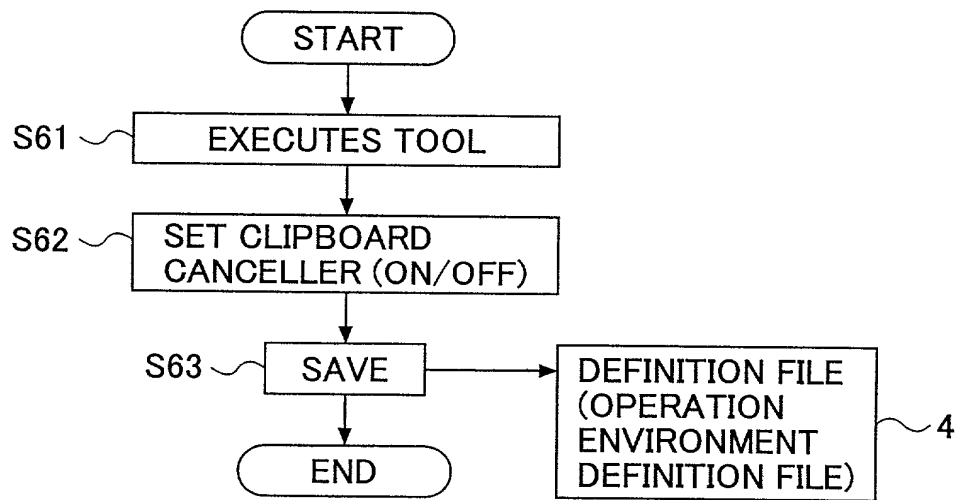 START
S61
EXECUTES TOOL
S62
SET CLIPBOARD
CANCELLER (ON/OFF)
S63
SAVE
DEFINITION FILE
(OPERATION
ENVIRONMENT
DEFINITION FILE)
4
END